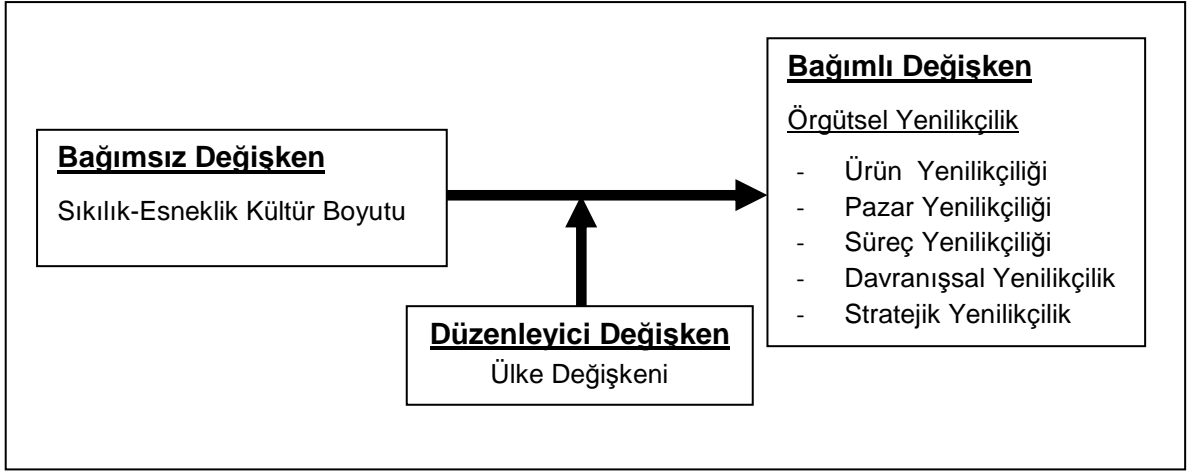 Bağımsız Değişken
Sıkılık-Esneklik Kültür Boyutu
Düzenleyici Değişken
Ülke Değişkeni
Bağımlı Değişken
Örgütsel Yenilikçilik
- Ürün Yenilikçiliği
- Pazar Yenilikçiliği
- Süreç Yenilikçiliği
- Davranışsal Yenilikçilik
- Stratejik Yenilikçilik